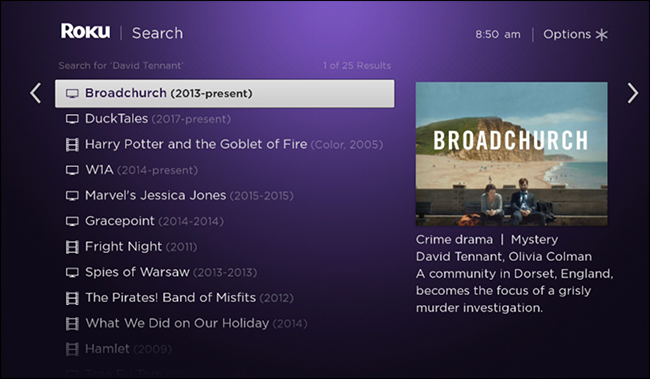 Roku | Search
8:50 am | Options
Search for 'David Tennant'
1 of 25 Results
Broadchurch (2013-present)
DuckTales (2017-present)
Harry Potter and the Goblet of Fire (Color, 2005)
W1A (2014-present)
Marvel's Jessica Jones (2015-2015)
Gracepoint (2014-2014)
Fright Night (2011)
Spies of Warsaw (2013-2013)
The Pirates! Band of Misfits (2012)
What We Did on Our Holiday (2014)
Hamlet (2009)
BROADCHURCH
Crime drama | Mystery
David Tennant, Olivia Colman
A community in Dorset, England,
becomes the focus of a grisly
murder investigation.